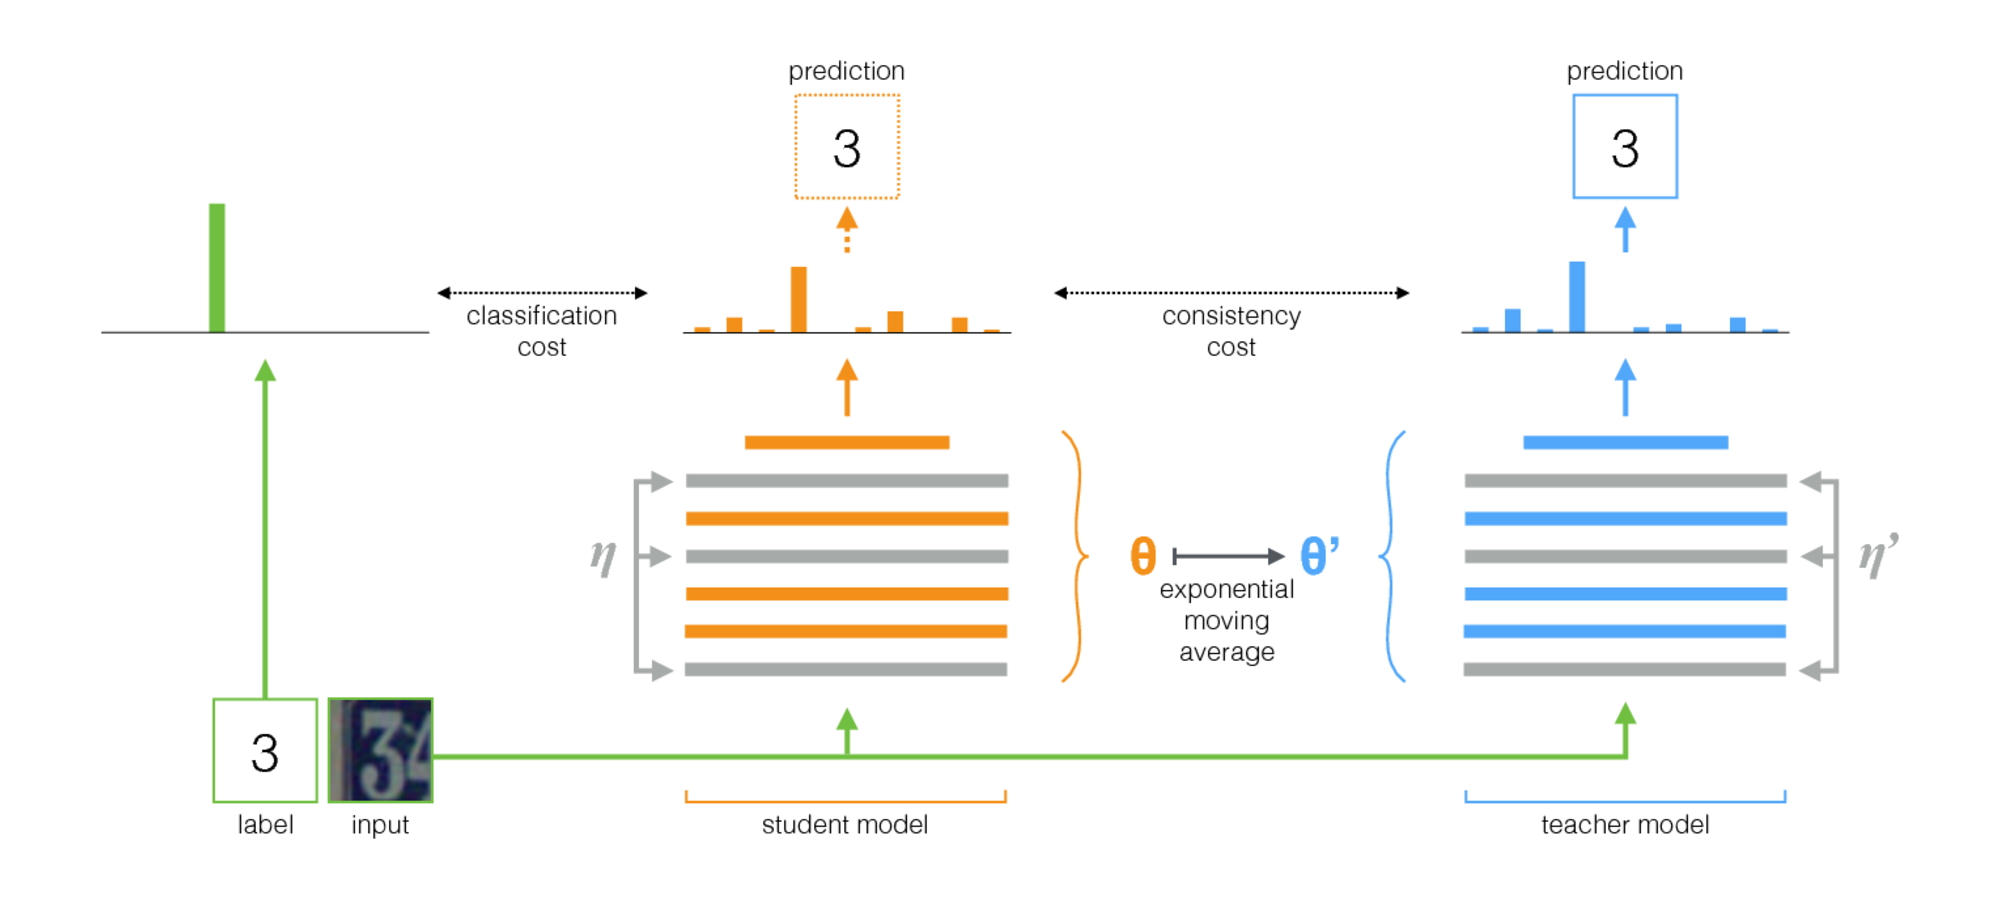 prediction
prediction
3
3
classification
cost
consistency
cost
η
θ
θ’
η’
exponential
moving
average
3
34
label
input
student model
teacher model